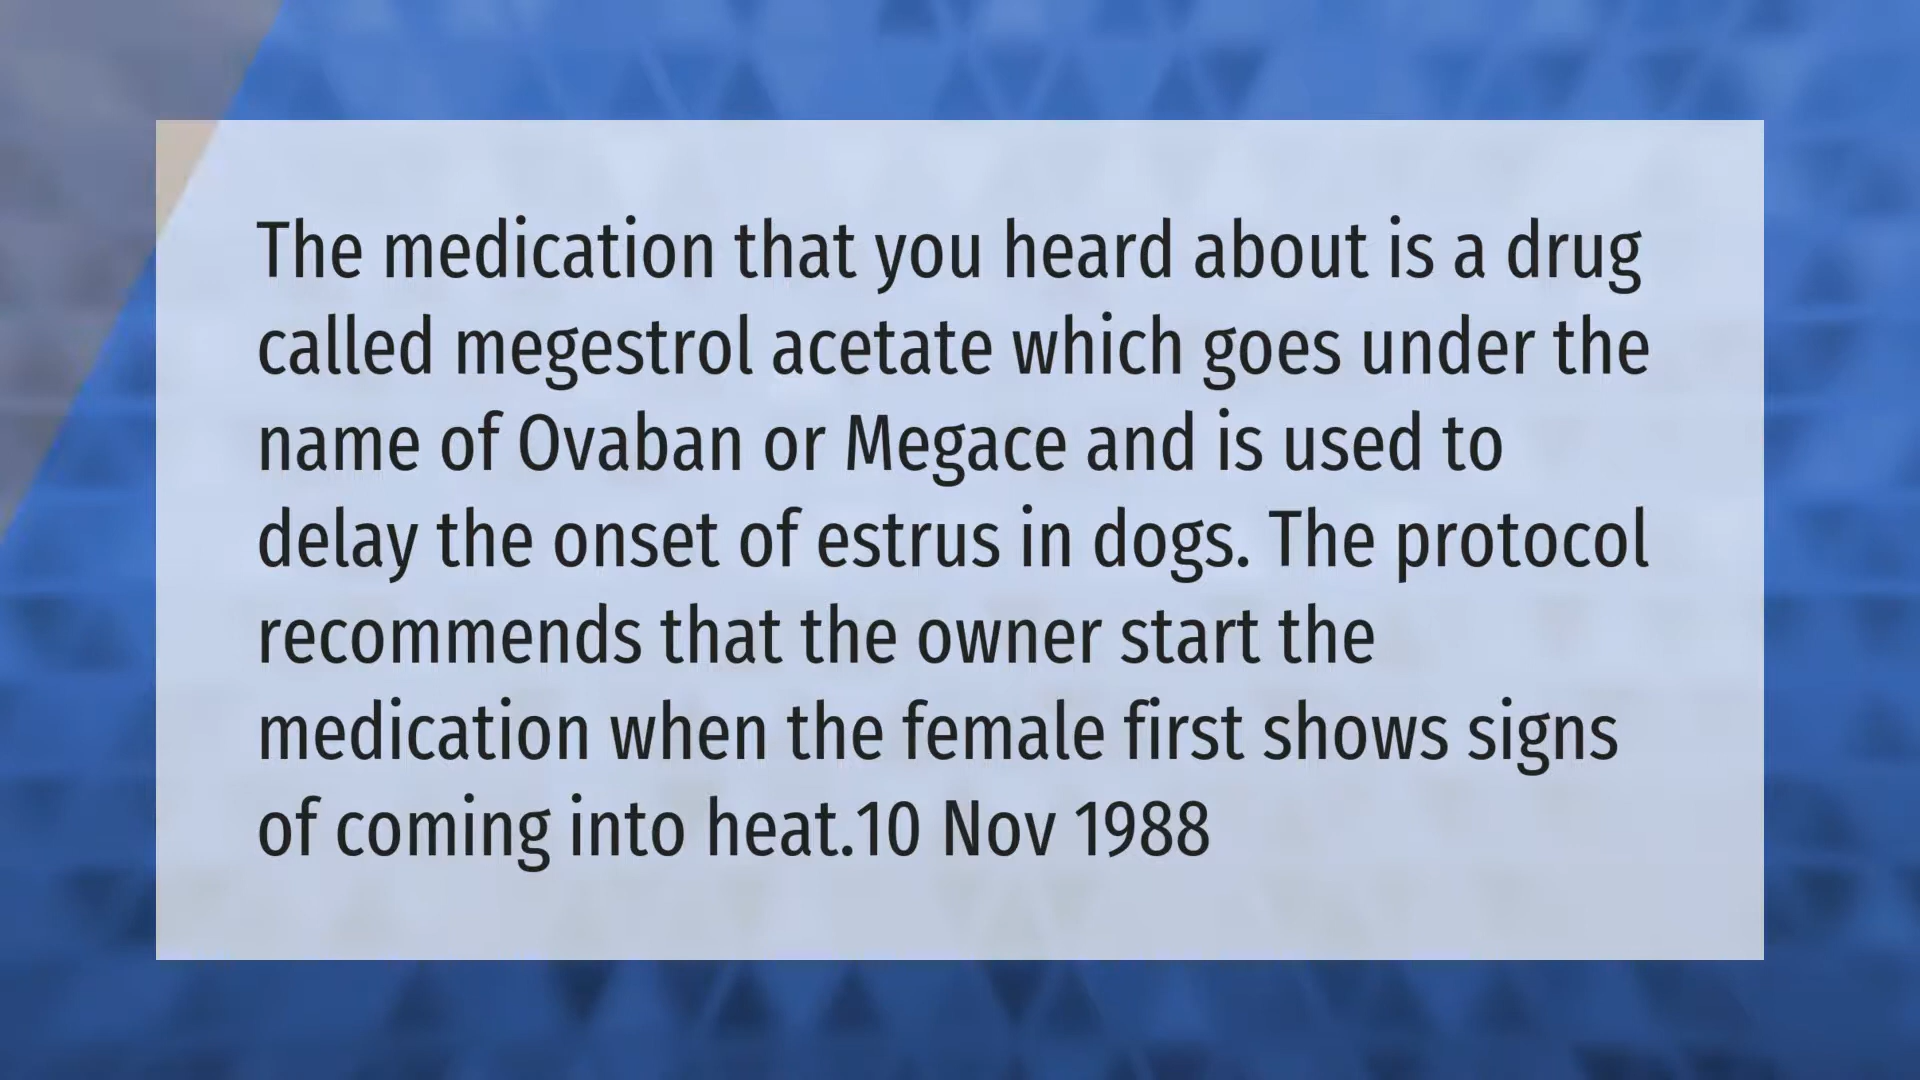 The medication that you heard about is a drug
called megestrol acetate which goes under the
name of Ovaban or Megace and is used to
delay the onset of estrus in dogs. The protocol
recommends that the owner start the
medication when the female first shows signs
of coming into heat.10 Nov 1988